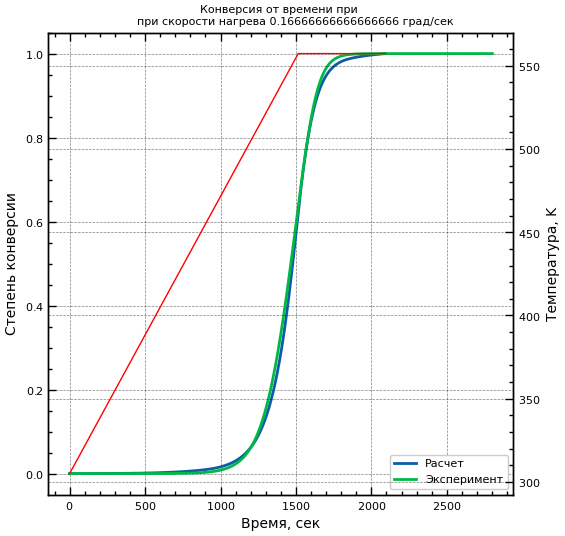 Конверсия от времени при
при скорости нагрева 0.16666666666666666 град/сек
1.0
0.8
0.6
0.4
0.2
0.0
Степень конверсии
550
500
450
400
350
300
Температура, К
Расчет
Эксперимент
0 500 1000 1500 2000 2500
Время, сек